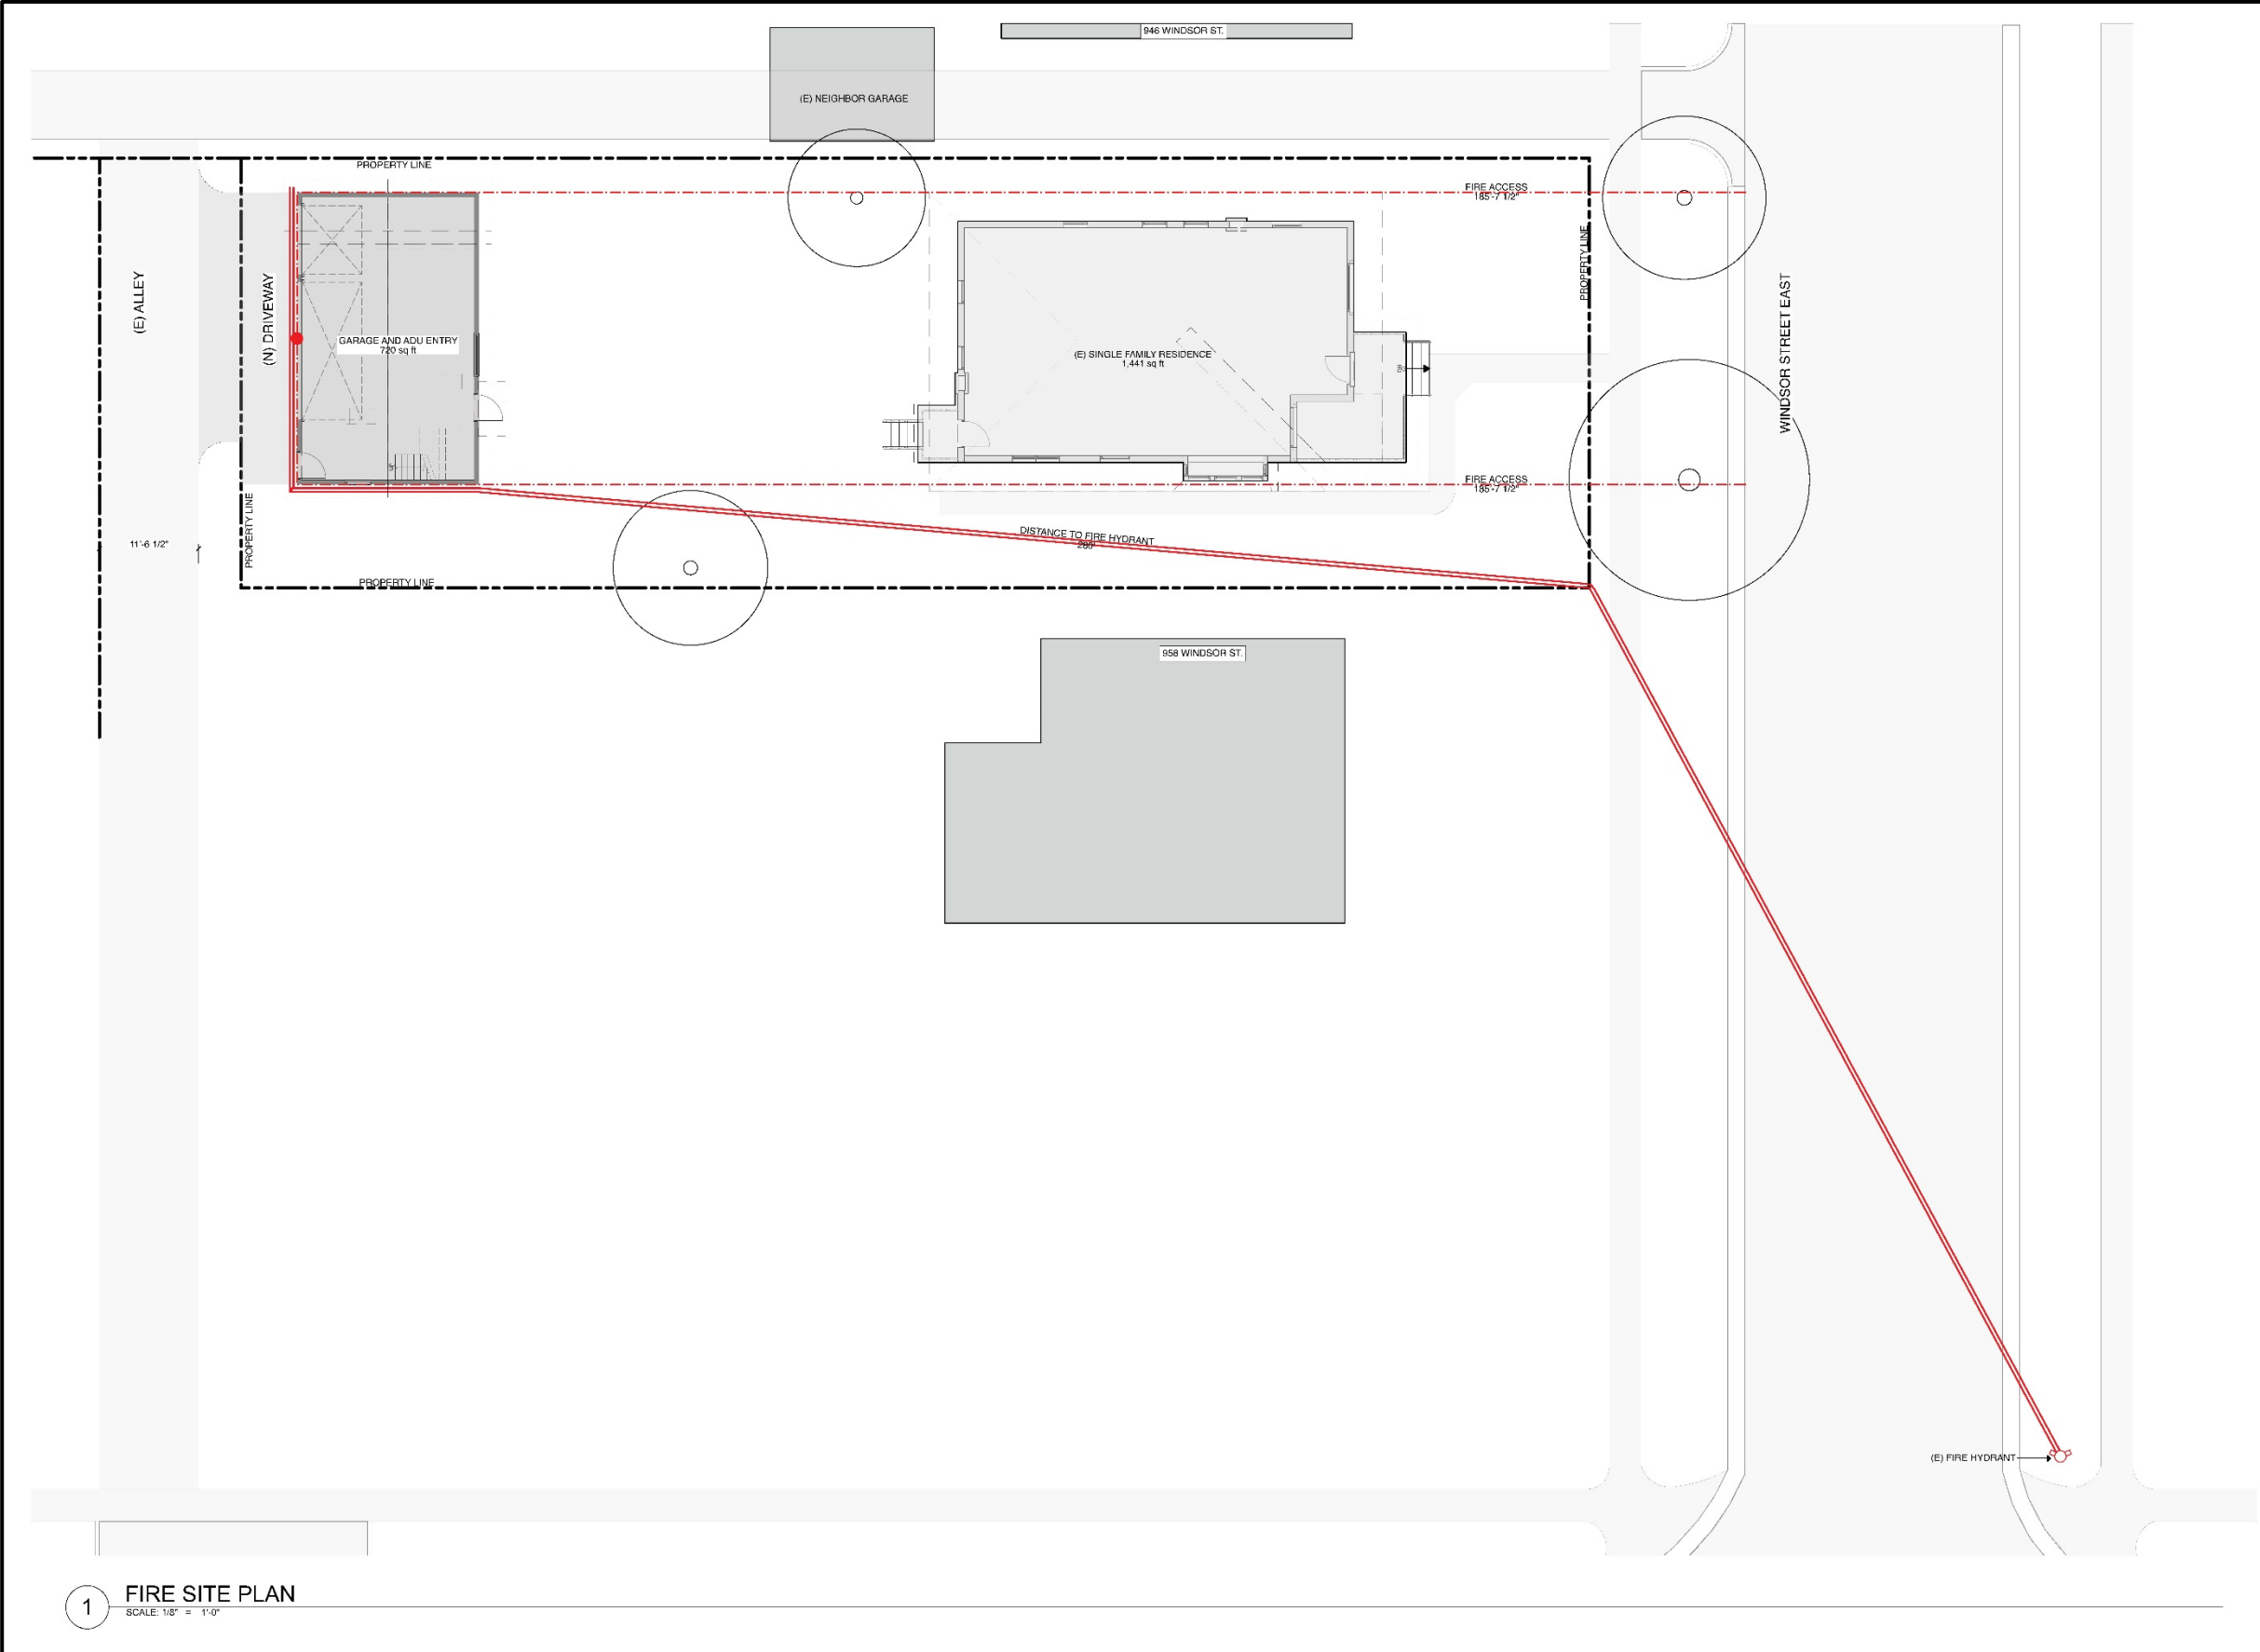 946 WINDSOR ST.
(E) NEIGHBOR GARAGE
PROPERTY LINE
FIRE ACCESS
185'-7 1/2"
PROPERTY LINE
(E) ALLEY
(N) DRIVEWAY
GARAGE AND ADU ENTRY
720 sq ft
(E) SINGLE FAMILY RESIDENCE
1,441 sq ft
WINDSOR STREET EAST
FIRE ACCESS
185'-7 1/2"
PROPERTY LINE
11'-6 1/2"
DISTANCE TO FIRE HYDRANT
280'
PROPERTY LINE
958 WINDSOR ST.
(E) FIRE HYDRANT
1
FIRE SITE PLAN
SCALE: 1/8" = 1'-0"